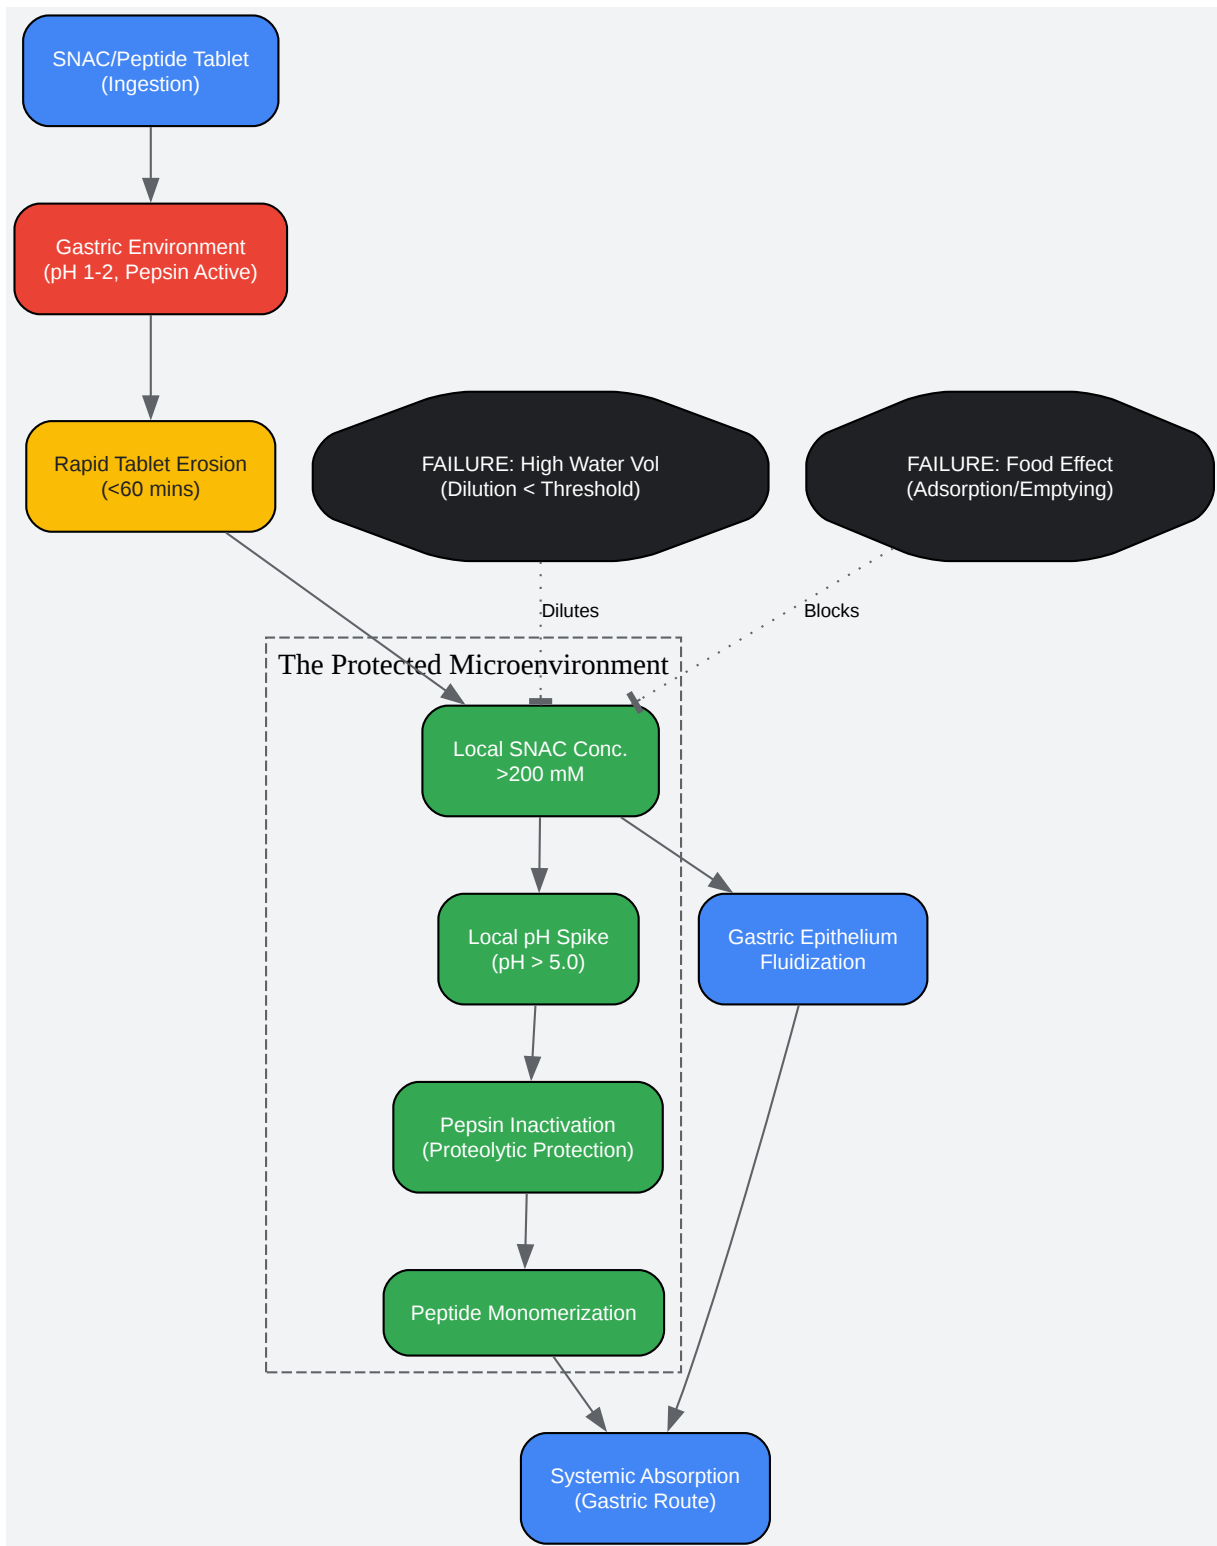 SNAC/Peptide Tablet
(Ingestion)
Gastric Environment
(pH 1-2, Pepsin Active)
Rapid Tablet Erosion
(<60 mins)
FAILURE: High Water Vol
(Dilution < Threshold)
FAILURE: Food Effect
(Adsorption/Emptying)
Dilutes
Blocks
The Protected Microenvironment
Local SNAC Conc.
>200 mM
Local pH Spike
(pH > 5.0)
Gastric Epithelium
Fluidization
Pepsin Inactivation
(Proteolytic Protection)
Peptide Monomerization
Systemic Absorption
(Gastric Route)